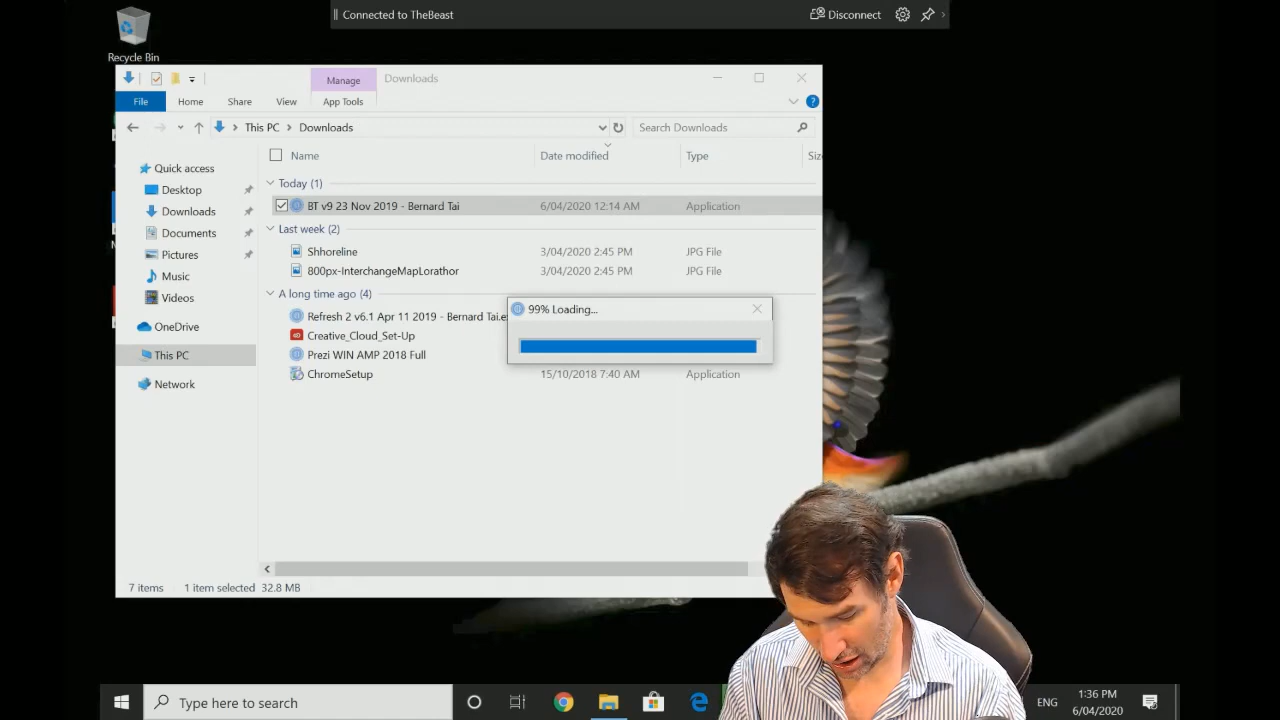 Connected to TheBeast
Disconnect
Recycle Bin
Manage
Downloads
File
Home
Share
View
App Tools
This PC
Downloads
Search Downloads
Name
Date modified
Type
Quick access
Today (1)
Desktop
BT v9 23 Nov 2019 - Bernard Tai
6/04/2020 12:14 AM
Application
Downloads
Last week (2)
Documents
Shhoreline
3/04/2020 2:45 PM
JPG File
Pictures
800px-InterchangeMapLorathor
3/04/2020 2:45 PM
JPG File
Music
A long time ago (4)
Videos
99% Loading...
Refresh 2 v6.1 Apr 11 2019 - Bernard Tai.e
OneDrive
Creative_Cloud_Set-Up
This PC
Prezi WIN AMP 2018 Full
ChromeSetup
15/10/2018 7:40 AM
Application
Network
7 items
1 item selected 32.8 MB
Type here to search
ENG
1:36 PM
6/04/2020